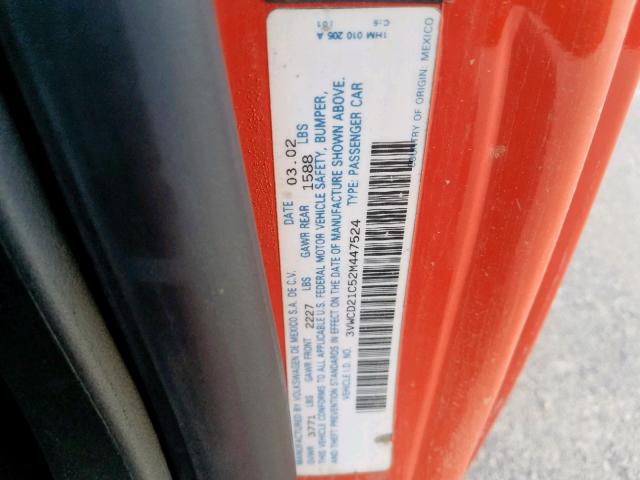 MANUFACTURED BY VOLKSWAGEN DE MEXICO S.A. DE C.V. DATE 03.02
GVWR 3771 LBS GAWR FRONT 2227 LBS GAWR REAR 1588 LBS
THIS VEHICLE CONFORMS TO ALL APPLICABLE U.S. FEDERAL MOTOR VEHICLE SAFETY, BUMPER,
AND THEFT PREVENTION STANDARDS IN EFFECT ON THE DATE OF MANUFACTURE SHOWN ABOVE.
VEHICLE I.D. NO. 3VWCD21C52M447524 TYPE: PASSENGER CAR
COUNTRY OF ORIGIN: MEXICO
1HM 010 205 A